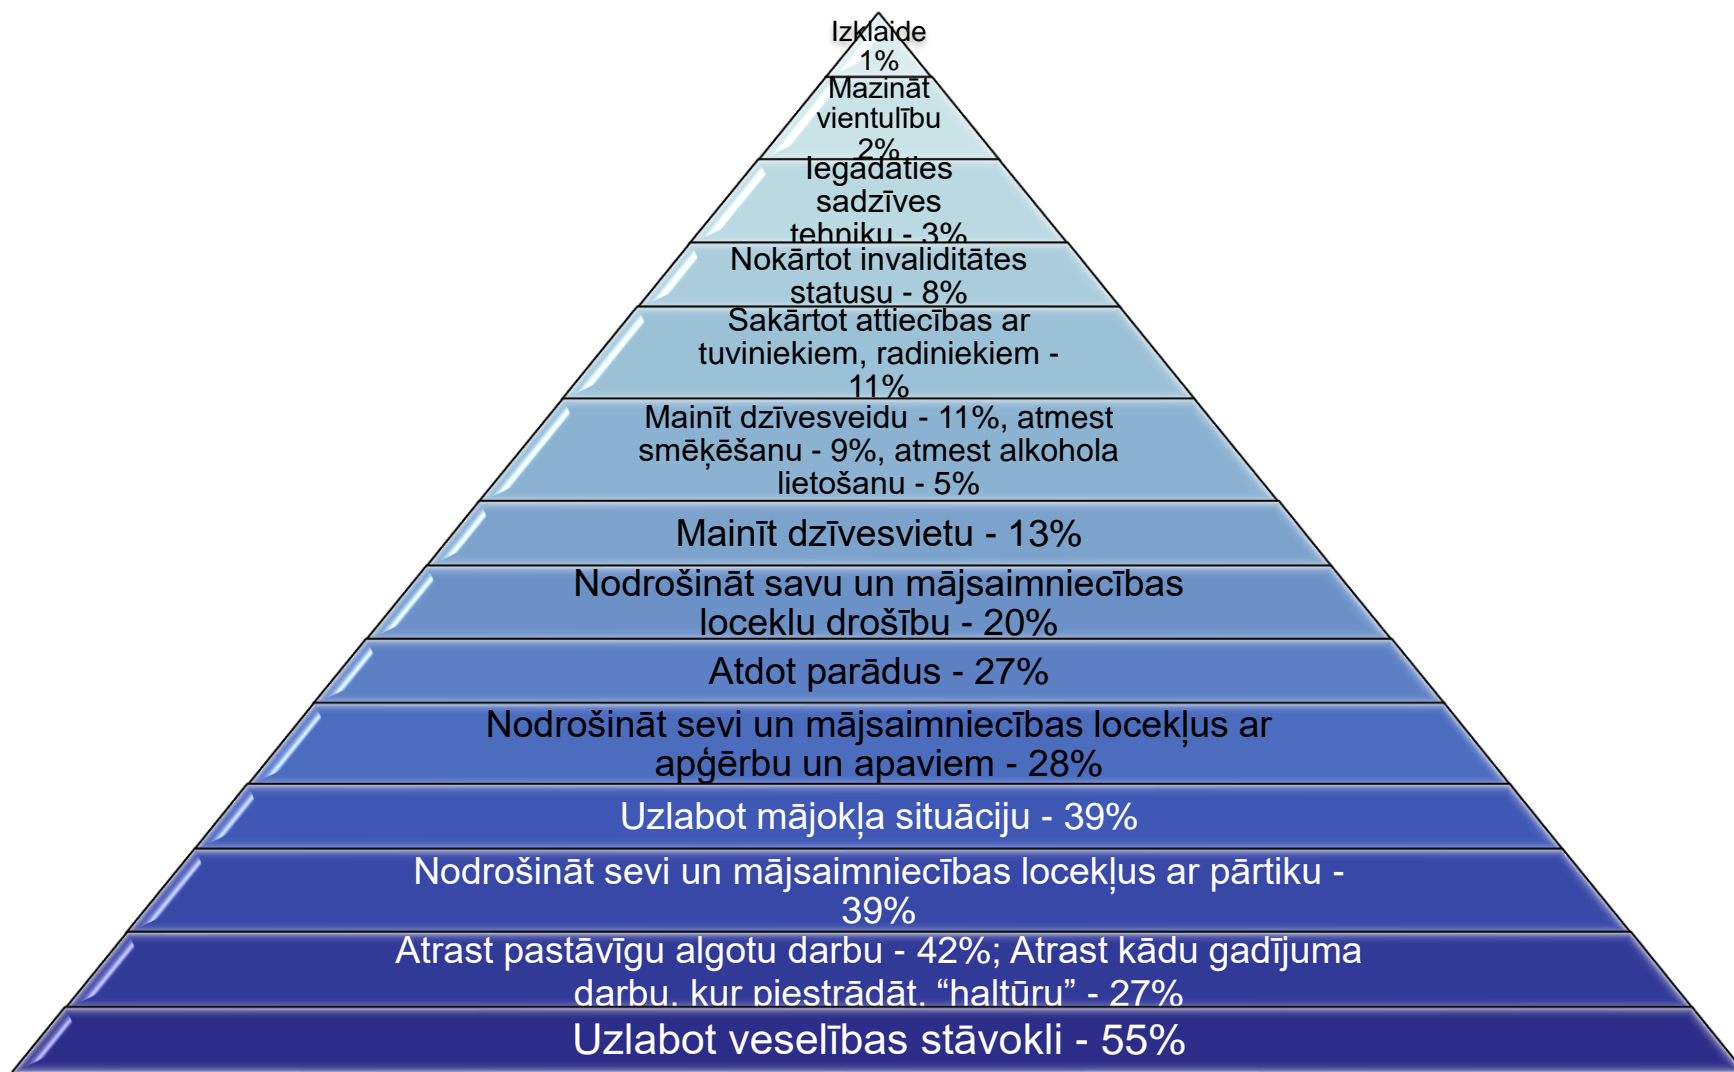 Izklaide
1%
Mazināt
vientulību
2%
Iegādāties
sadzīves
tehniku - 3%
Nokārtot invaliditātes
statusu - 8%
Sakārtot attiecības ar
tuviniekiem, radiniekiem -
11%
Mainīt dzīvesveidu - 11%, atmest
smēķēšanu - 9%, atmest alkohola
lietošanu - 5%
Mainīt dzīvesvietu - 13%
Nodrošināt savu un mājsaimniecības
locekļu drošību - 20%
Atdot parādus - 27%
Nodrošināt sevi un mājsaimniecības locekļus ar
apģērbu un apaviem - 28%
Uzlabot mājokļa situāciju - 39%
Nodrošināt sevi un mājsaimniecības locekļus ar pārtiku -
39%
Atrast pastāvīgu algotu darbu - 42%; Atrast kādu gadījuma
darbu, kur piestrādāt, “haltūru” - 27%
Uzlabot veselības stāvokli - 55%